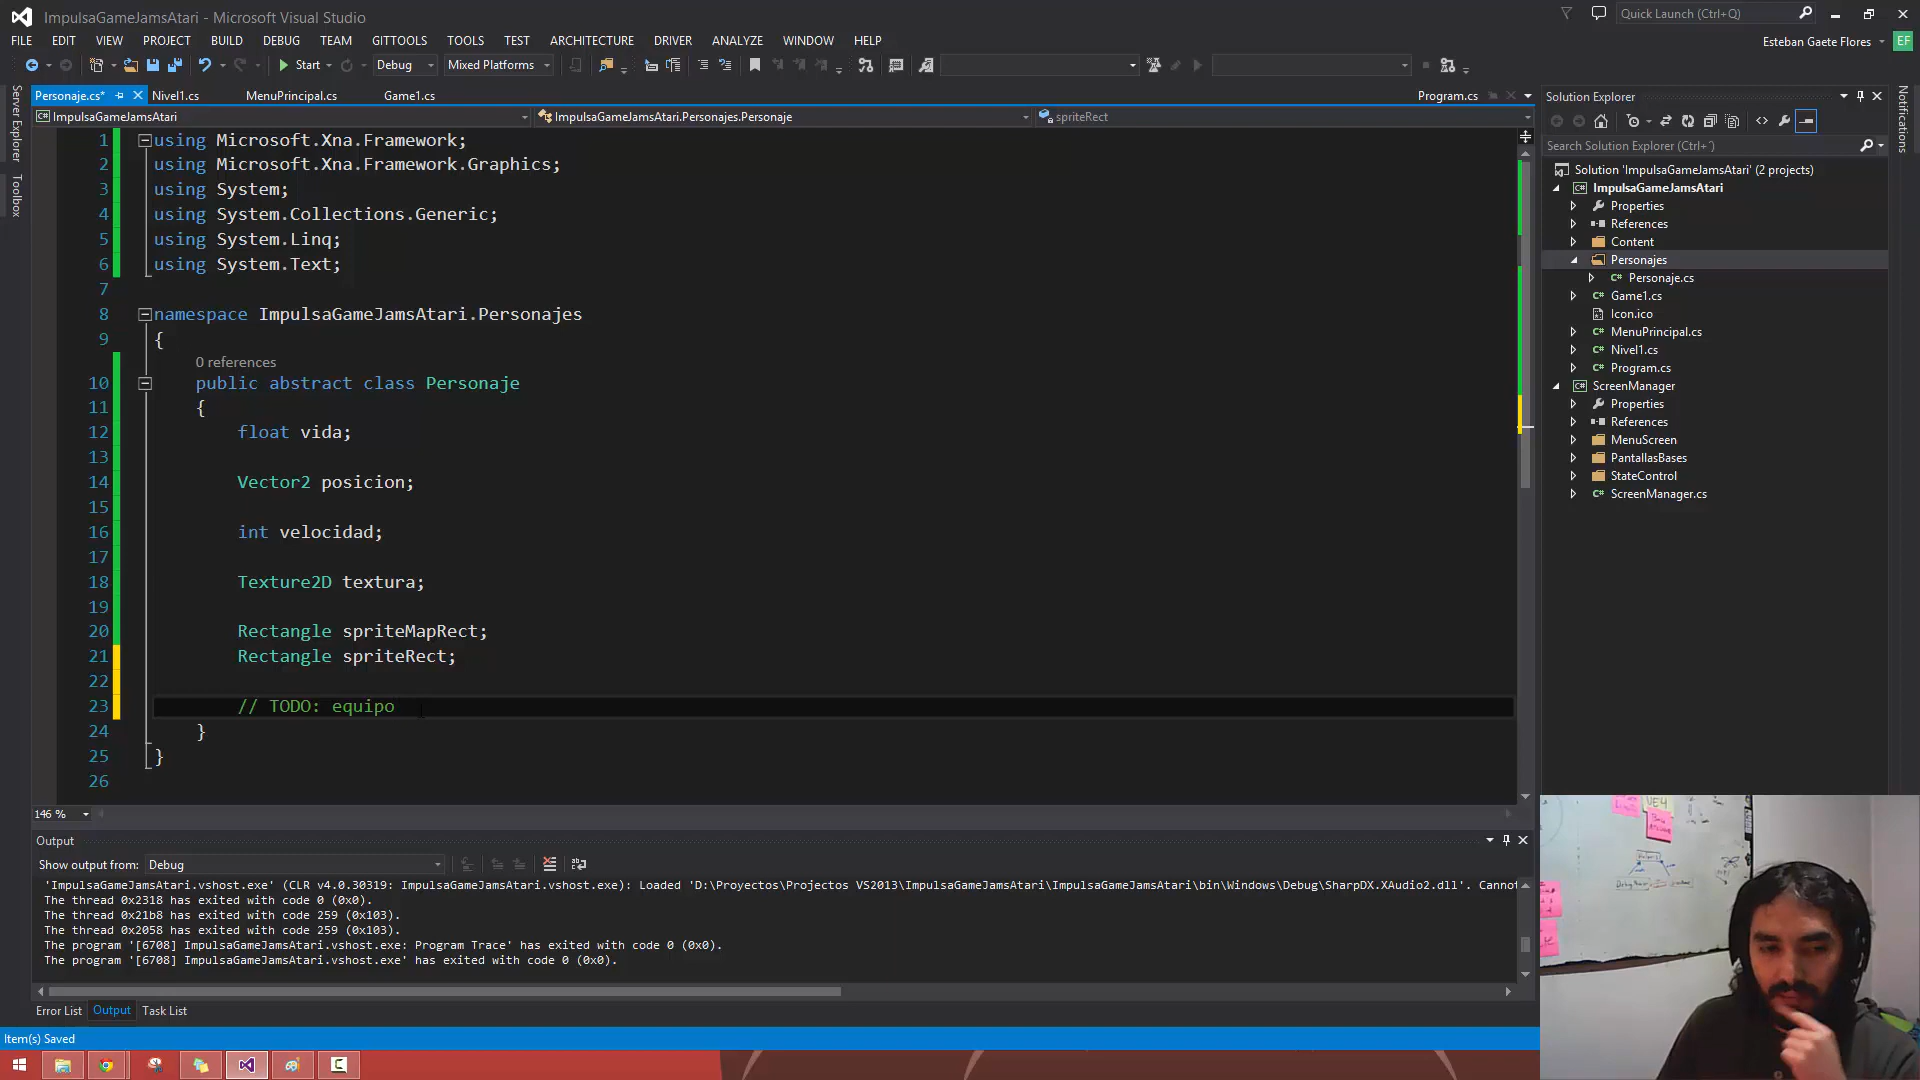 ImpulsaGameJamsAtari - Microsoft Visual Studio
Quick Launch (Ctrl+Q)
FILE EDIT VIEW PROJECT BUILD DEBUG TEAM GITTOOLS TOOLS TEST ARCHITECTURE DRIVER ANALYZE WINDOW HELP
Esteban Gaete Flores EF
Start Debug Mixed Platforms
Personaje.cs* Nivel1.cs MenuPrincipal.cs Game1.cs Program.cs
ImpulsaGameJamsAtari ImpulsaGameJamsAtari.Personajes.Personaje spriteRect
Server Explorer
Toolbox
Notifications
1 using Microsoft.Xna.Framework;
2 using Microsoft.Xna.Framework.Graphics;
3 using System;
4 using System.Collections.Generic;
5 using System.Linq;
6 using System.Text;
7
8 namespace ImpulsaGameJamsAtari.Personajes
9 {
0 references
10 public abstract class Personaje
11 {
12 float vida;
13
14 Vector2 posicion;
15
16 int velocidad;
17
18 Texture2D textura;
19
20 Rectangle spriteMapRect;
21 Rectangle spriteRect;
22
23 // TODO: equipo
24 }
25 }
26
146 %
Solution Explorer
Search Solution Explorer (Ctrl+´)
Solution 'ImpulsaGameJamsAtari' (2 projects)
ImpulsaGameJamsAtari
Properties
References
Content
Personajes
Personaje.cs
Game1.cs
Icon.ico
MenuPrincipal.cs
Nivel1.cs
Program.cs
ScreenManager
Properties
References
MenuScreen
PantallasBases
StateControl
ScreenManager.cs
Output
Show output from: Debug
'ImpulsaGameJamsAtari.vshost.exe' (CLR v4.0.30319: ImpulsaGameJamsAtari.vshost.exe): Loaded 'D:\Proyectos\Projectos VS2013\ImpulsaGameJamsAtari\ImpulsaGameJamsAtari\bin\Windows\Debug\SharpDX.XAudio2.dll'. Cannot
The thread 0x2318 has exited with code 0 (0x0).
The thread 0x21b8 has exited with code 259 (0x103).
The thread 0x2058 has exited with code 259 (0x103).
The program '[6708] ImpulsaGameJamsAtari.vshost.exe: Program Trace' has exited with code 0 (0x0).
The program '[6708] ImpulsaGameJamsAtari.vshost.exe' has exited with code 0 (0x0).
Error List Output Task List
Item(s) Saved